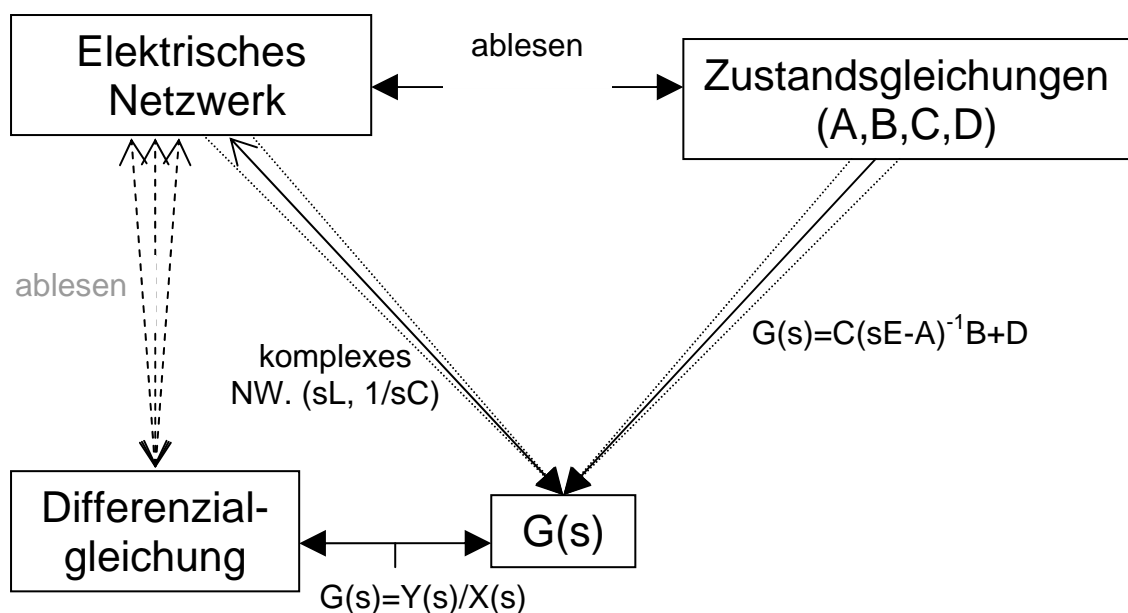 Elektrisches
Netzwerk
ablesen
Zustandsgleichungen
(A,B,C,D)
ablesen
komplexes
NW. (sL, 1/sC)
G(s)=C(sE-A)⁻¹B+D
Differenzial-
gleichung
G(s)
G(s)=Y(s)/X(s)